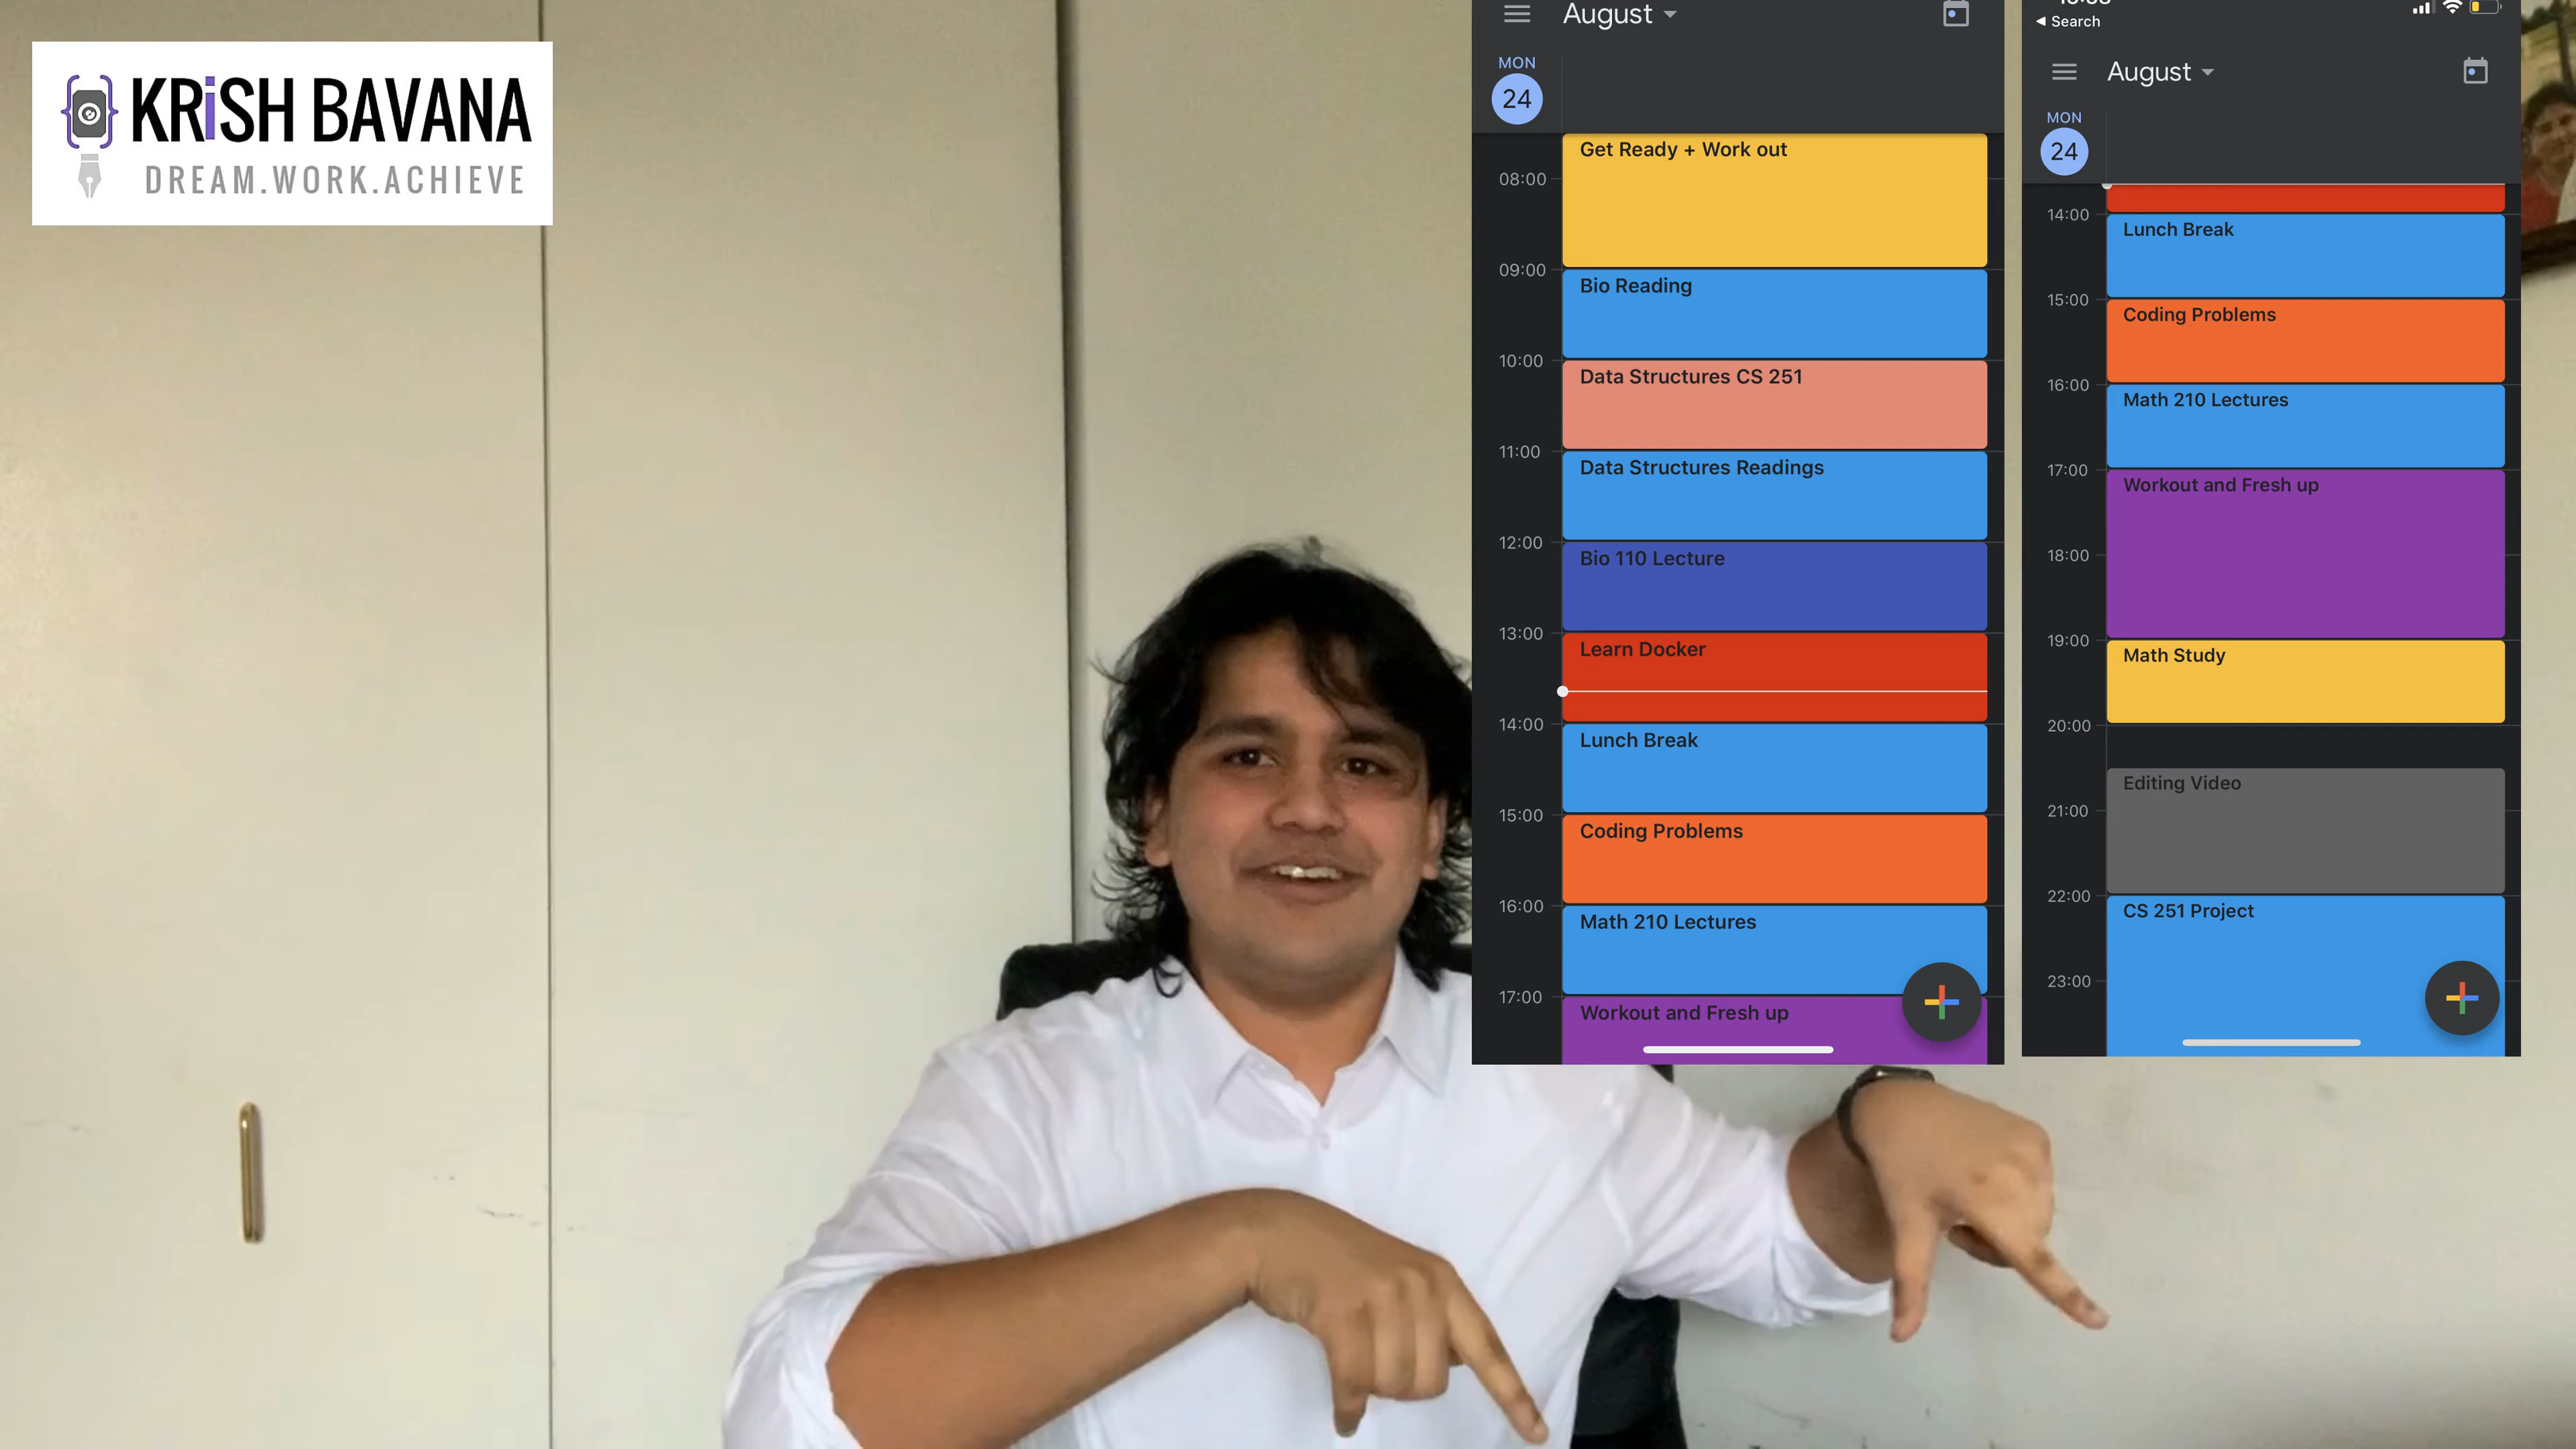 KRiSH BAVANA
DREAM.WORK.ACHIEVE
August
MON
24
Get Ready + Work out
08:00
09:00
Bio Reading
10:00
Data Structures CS 251
11:00
Data Structures Readings
12:00
Bio 110 Lecture
13:00
Learn Docker
14:00
Lunch Break
15:00
Coding Problems
16:00
Math 210 Lectures
17:00
Workout and Fresh up
Search
August
MON
24
14:00
Lunch Break
15:00
Coding Problems
16:00
Math 210 Lectures
17:00
Workout and Fresh up
18:00
19:00
Math Study
20:00
Editing Video
21:00
22:00
CS 251 Project
23:00